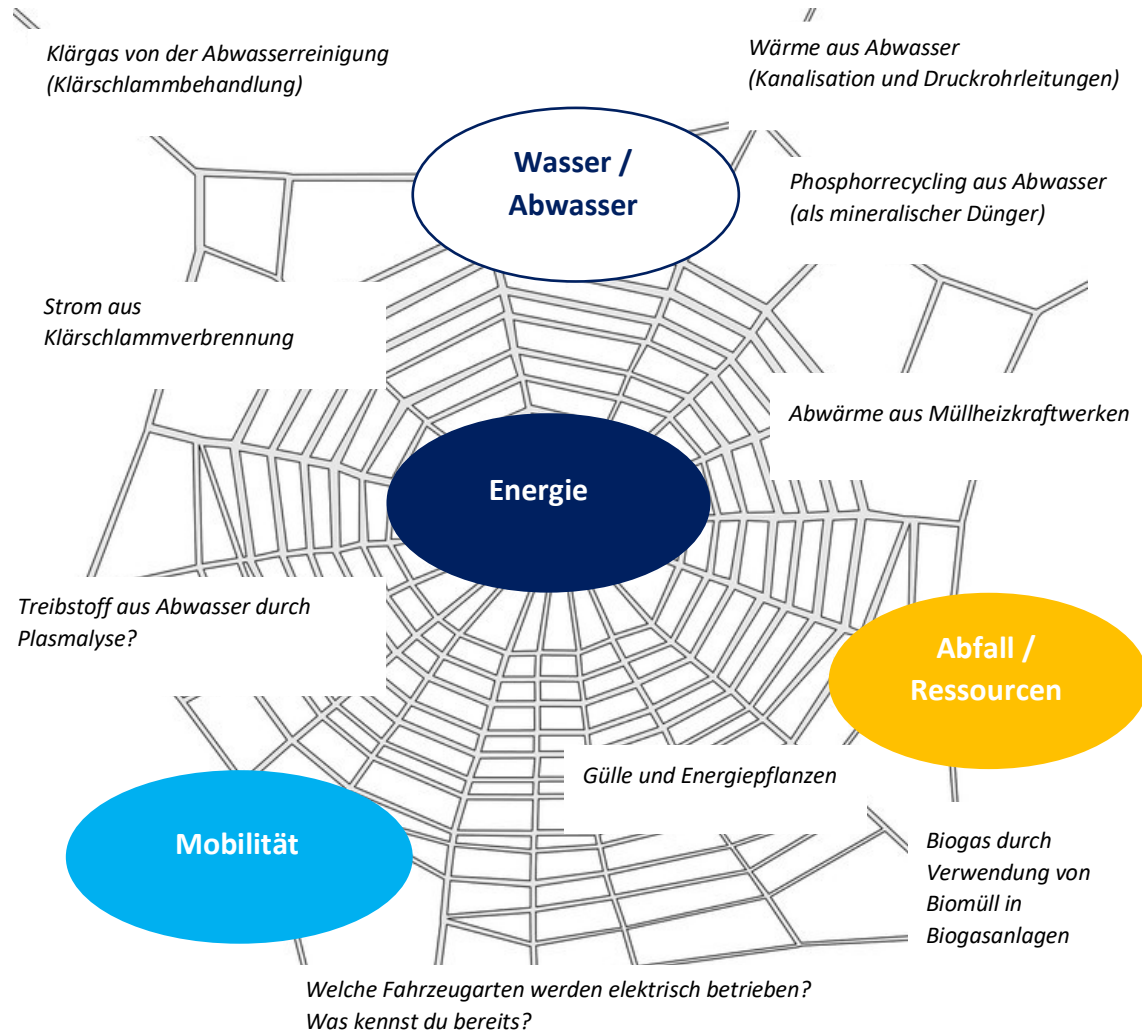 Klärgas von der Abwasserreinigung
(Klärschlammbehandlung)
Wärme aus Abwasser
(Kanalisation und Druckrohrleitungen)
Wasser /
Abwasser
Phosphorrecycling aus Abwasser
(als mineralischer Dünger)
Strom aus
Klärschlammverbrennung
Abwärme aus Müllheizkraftwerken
Energie
Treibstoff aus Abwasser durch
Plasmalyse?
Abfall /
Ressourcen
Gülle und Energiepflanzen
Mobilität
Biogas durch
Verwendung von
Biomüll in
Biogasanlagen
Welche Fahrzeugarten werden elektrisch betrieben?
Was kennst du bereits?